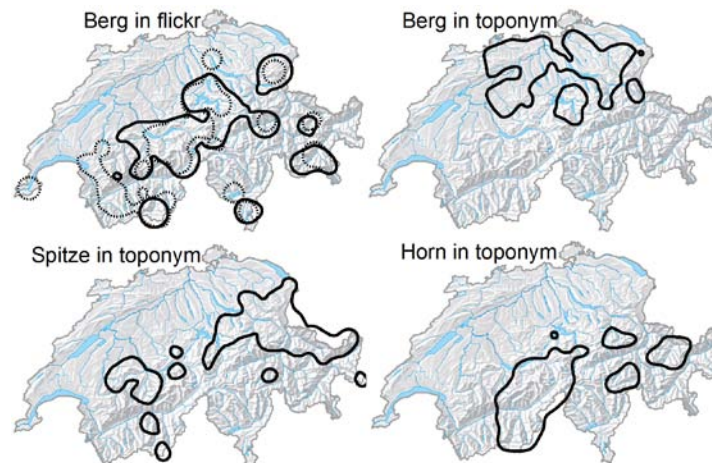 Berg in flickr
Berg in toponym
Spitze in toponym
Horn in toponym